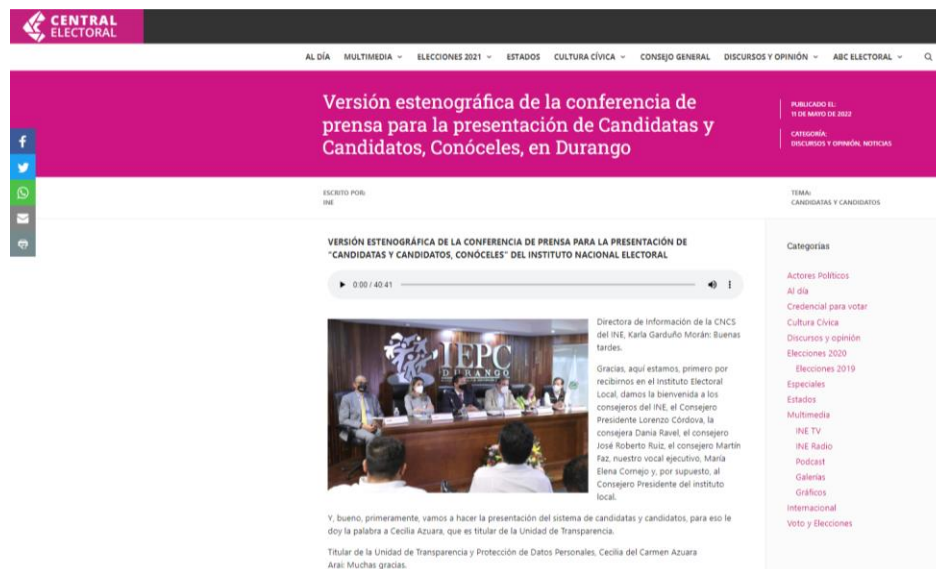 CENTRAL
ELECTORAL
AL DÍA MULTIMEDIA ELECCIONES 2021 ESTADOS CULTURA CÍVICA CONSEJO GENERAL DISCURSOS Y OPINIÓN ABC ELECTORAL
Versión estenográfica de la conferencia de
prensa para la presentación de Candidatas y
Candidatos, Conóceles, en Durango
PUBLICADO EL:
11 DE MAYO DE 2022
CATEGORÍA:
DISCURSOS Y OPINIÓN, NOTICIAS
ESCRITO POR:
INE
TEMA:
CANDIDATAS Y CANDIDATOS
VERSIÓN ESTENOGRÁFICA DE LA CONFERENCIA DE PRENSA PARA LA PRESENTACIÓN DE
"CANDIDATAS Y CANDIDATOS, CONÓCELES" DEL INSTITUTO NACIONAL ELECTORAL
0:00 / 40:41
IEPC
DURANGO
Directora de Información de la CNCS
del INE, Karla Garduño Morán: Buenas
tardes.
Gracias, aquí estamos, primero por
recibirnos en el Instituto Electoral
Local, damos la bienvenida a los
consejeros del INE, el Consejero
Presidente Lorenzo Córdova, la
consejera Dania Ravel, el consejero
José Roberto Ruiz, el consejero Martín
Faz, nuestro vocal ejecutivo, María
Elena Cornejo y, por supuesto, al
Consejero Presidente del instituto
local.
Y, bueno, primeramente, vamos a hacer la presentación del sistema de candidatas y candidatos, para eso le
doy la palabra a Cecilia Azuara, que es titular de la Unidad de Transparencia.
Titular de la Unidad de Transparencia y Protección de Datos Personales, Cecilia del Carmen Azuara
Arai: Muchas gracias.
Categorias
Actores Políticos
Al día
Credencial para votar
Cultura Cívica
Discursos y opinión
Elecciones 2020
Elecciones 2019
Especiales
Estados
Multimedia
INE TV
INE Radio
Podcast
Galerías
Gráficos
Internacional
Voto y Elecciones